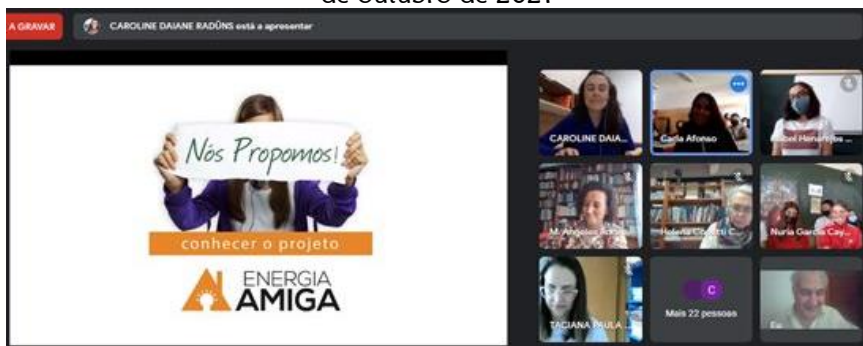 de outubro de 2021
A GRAVAR
CAROLINE DAIANE RADÜNS está a apresentar
Nós Propomos!
conhecer o projeto
ENERGIA
AMIGA
CAROLINE DAIA...
Carla Afonso
M. Angeles
Helena
Nuria Garcia Cay...
TACIANA PAULA
C
Mais 22 pessoas
Eu